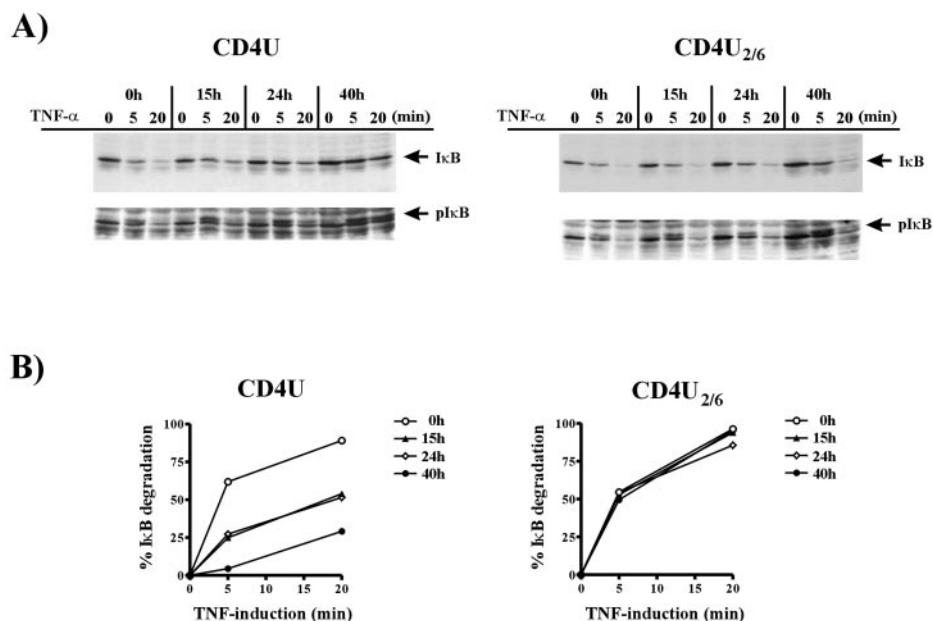 A)
CD4U
CD4U2/6
0h 15h 24h 40h
TNF-α 0 5 20 0 5 20 0 5 20 0 5 20 (min)
IκB
pIκB
0h 15h 24h 40h
TNF-α 0 5 20 0 5 20 0 5 20 0 5 20 (min)
IκB
pIκB
B)
CD4U
% IκB degradation
100
75
50
25
0
0 5 10 15 20
TNF-induction (min)
0h
15h
24h
40h
CD4U2/6
% IκB degradation
100
75
50
25
0
0 5 10 15 20
TNF-induction (min)
0h
15h
24h
40h